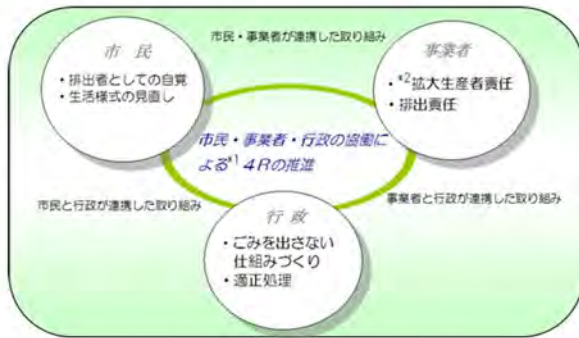 市民・事業者が連携した取り組み
市 民
・排出者としての自覚
・生活様式の見直し
事業者
・*2拡大生産者責任
・排出責任
市民・事業者・行政の協働に
よる*1 4Rの推進
市民と行政が連携した取り組み
事業者と行政が連携した取り組み
行 政
・ごみを出さない
仕組みづくり
・適正処理